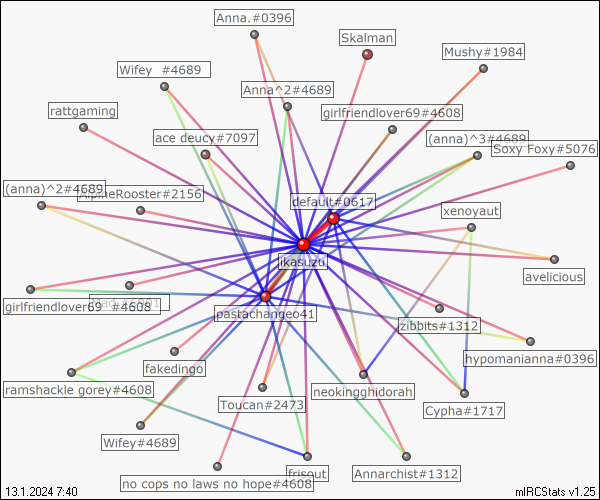 Anna.#0396
Skalman
Mushy#1984
Wifey #4689
Anna^2#4689
rattgaming
girlfriendlover69#4608
ace deucy#7097
(anna)^3#4689
Soxy Foxy#5076
(anna)^2#4689
AlpineRooster#2156
default#0617
xenoyaut
jikasuzu
avelicious
girlfriendlover69 #4608
pastachangeo41
zibbits#1312
hypomanianna#0396
fakedingo
ramshackle gorey#4608
neokingghidorah
Toucan#2473
Cypha#1717
Wifey#4689
frisout
Annarchist#1312
no cops no laws no hope#4608
13.1.2024 7:40
mIRCStats v1.25